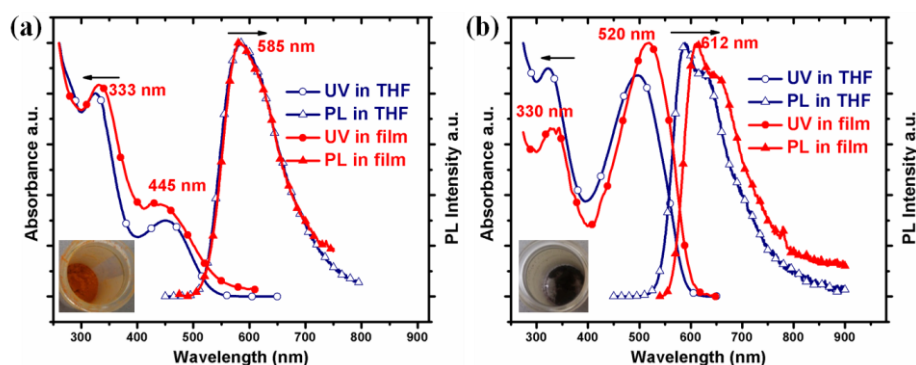 (a)
585 nm
333 nm
445 nm
UV in THF
PL in THF
UV in film
PL in film
Absorbance a.u.
PL Intensity a.u.
300 400 500 600 700 800 900
Wavelength (nm)
(b)
520 nm
612 nm
330 nm
UV in THF
PL in THF
UV in film
PL in film
Absorbance a.u.
PL Intensity a.u.
300 400 500 600 700 800 900
Wavelength (nm)